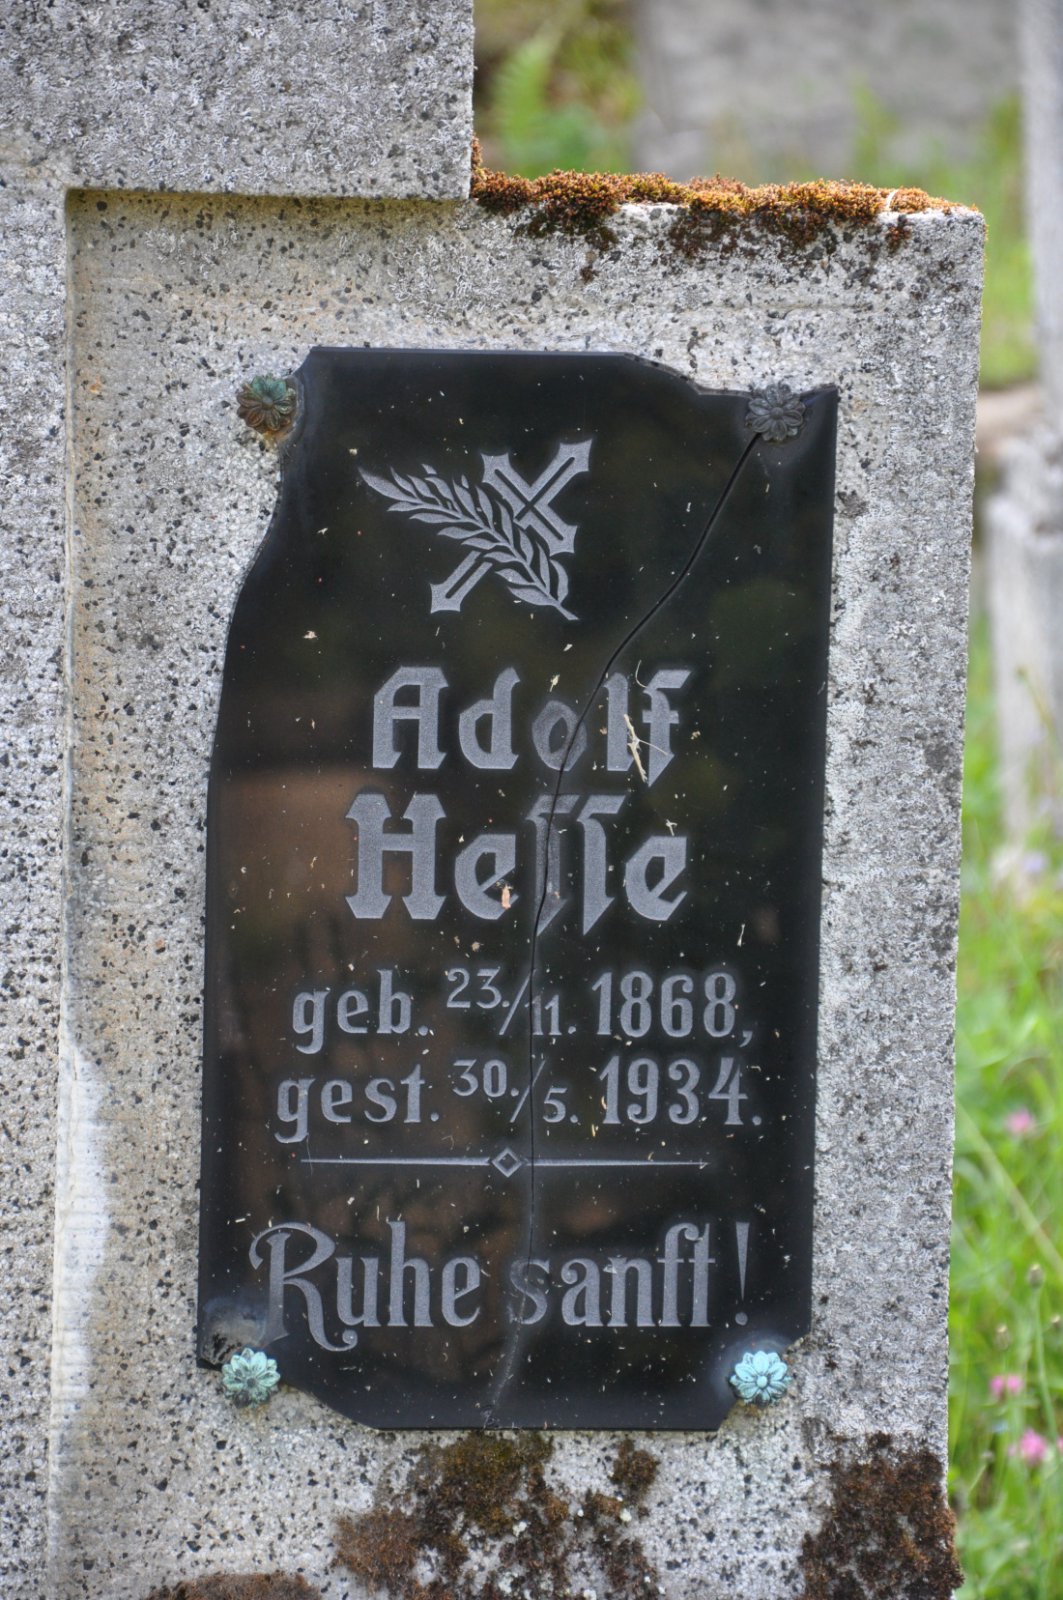 Adolf
Hesse
geb. 23./11. 1868,
gest. 30./5. 1934.
Ruhe sanft!